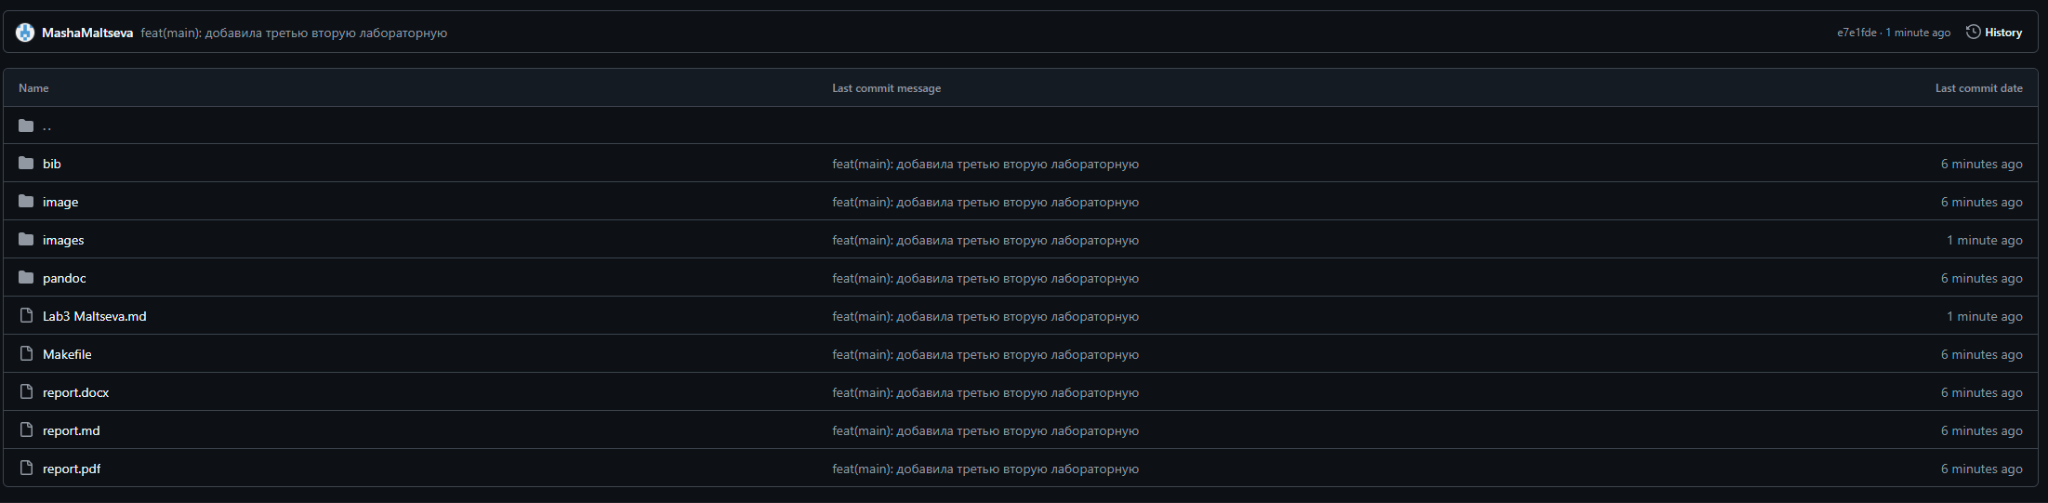 MashaMaltseva feat(main): добавила третью вторую лабораторную e7e1fde · 1 minute ago History
Name Last commit message Last commit date
..
bib feat(main): добавила третью вторую лабораторную 6 minutes ago
image feat(main): добавила третью вторую лабораторную 6 minutes ago
images feat(main): добавила третью вторую лабораторную 1 minute ago
pandoc feat(main): добавила третью вторую лабораторную 6 minutes ago
Lab3 Maltseva.md feat(main): добавила третью вторую лабораторную 1 minute ago
Makefile feat(main): добавила третью вторую лабораторную 6 minutes ago
report.docx feat(main): добавила третью вторую лабораторную 6 minutes ago
report.md feat(main): добавила третью вторую лабораторную 6 minutes ago
report.pdf feat(main): добавила третью вторую лабораторную 6 minutes ago